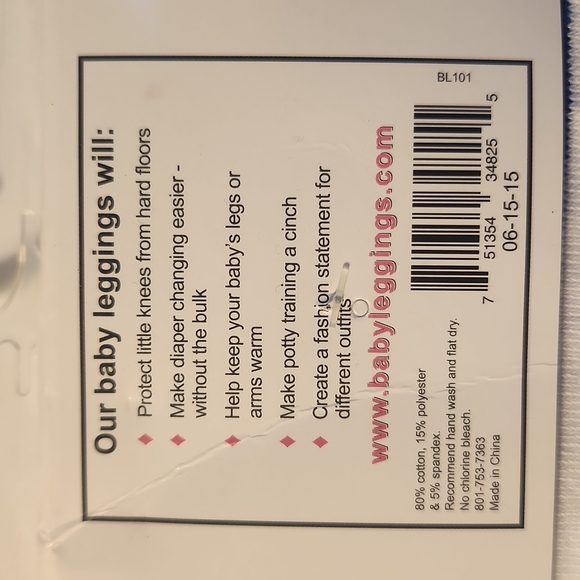 Our baby leggings will:
Protect little knees from hard floors
Make diaper changing easier -
without the bulk
Help keep your baby's legs or
arms warm
Make potty training a cinch
Create a fashion statement for
different outfits
www.babyleggings.com
80% cotton, 15% polyester
& 5% spandex.
Recommend hand wash and flat dry.
No chlorine bleach.
801-753-7363
Made in China
BL101
7 51354 34825 5
06-15-15